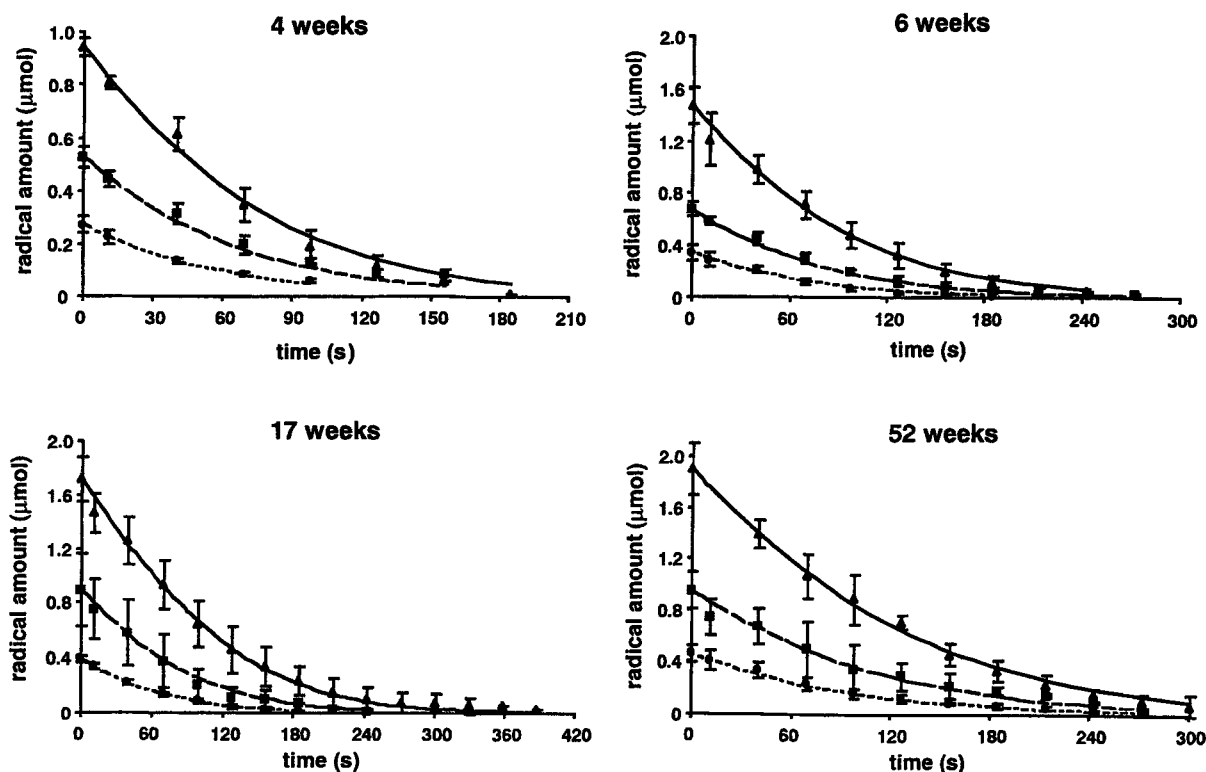 4 weeks
radical amount (μmol)
1.0
0.8
0.6
0.4
0.2
0
0 30 60 90 120 150 180 210
time (s)
6 weeks
radical amount (μmol)
2.0
1.6
1.2
0.8
0.4
0
0 60 120 180 240 300
time (s)
17 weeks
radical amount (μmol)
2.0
1.6
1.2
0.8
0.4
0
0 60 120 180 240 300 360 420
time (s)
52 weeks
radical amount (μmol)
2.0
1.6
1.2
0.8
0.4
0
0 60 120 180 240 300
time (s)